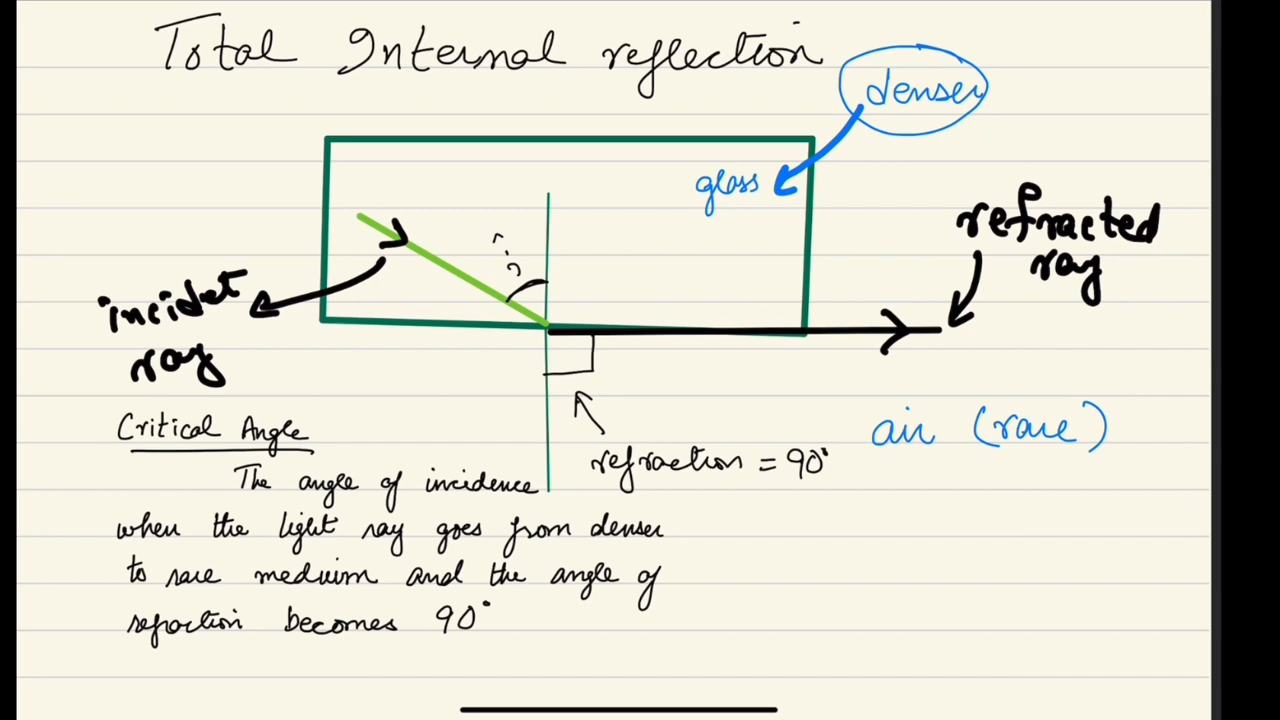 Total Internal reflection
denser
glass
refracted
ray
incidet
ray
i
air (rare)
Critical Angle
refraction = 90°
The angle of incidence
when the light ray goes from denser
to rare medium and the angle of
refraction becomes 90°